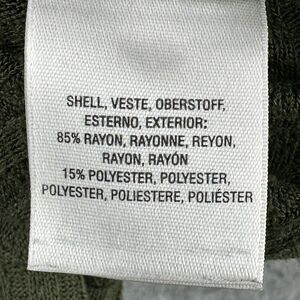 SHELL, VESTE, OBERSTOFF,
ESTERNO, EXTERIOR:
85% RAYON, RAYONNE, REYON,
RAYON, RAYÓN
15% POLYESTER, POLYESTER,
POLYESTER, POLIESTERE, POLIÉSTER